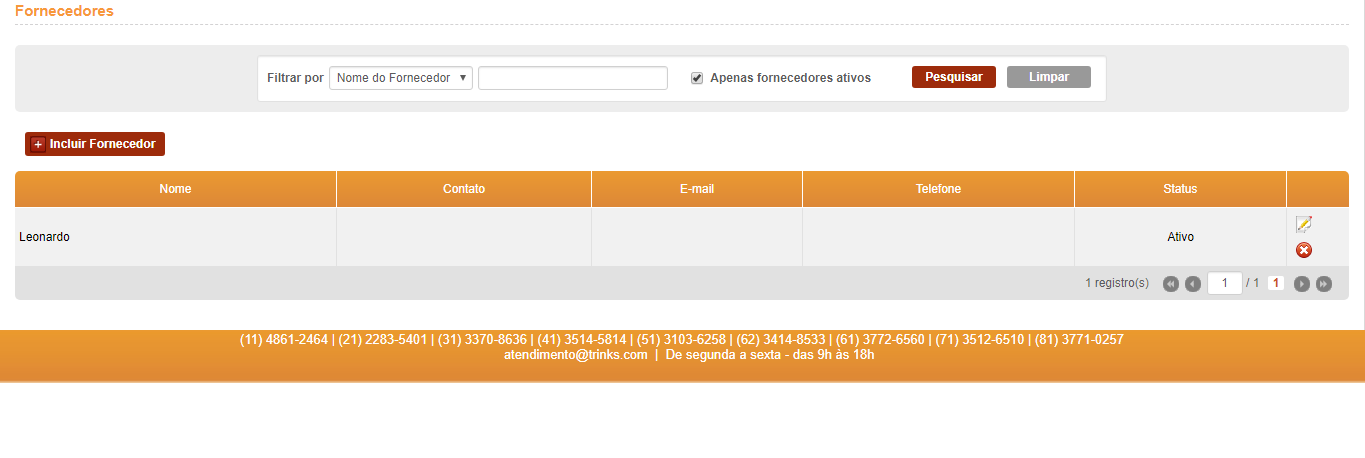 Fornecedores
Filtrar por Nome do Fornecedor Apenas fornecedores ativos Pesquisar Limpar
+ Incluir Fornecedor
Nome Contato E-mail Telefone Status
Leonardo Ativo
1 registro(s) 1 / 1 1
(11) 4861-2464 | (21) 2283-5401 | (31) 3370-8636 | (41) 3514-5814 | (51) 3103-6258 | (62) 3414-8533 | (61) 3772-6560 | (71) 3512-6510 | (81) 3771-0257
atendimento@trinks.com | De segunda a sexta - das 9h às 18h